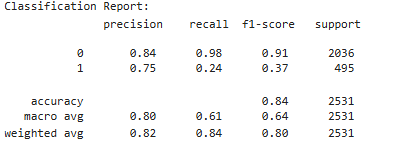 Classification Report:
precision recall f1-score support
0 0.84 0.98 0.91 2036
1 0.75 0.24 0.37 495
accuracy 0.84 2531
macro avg 0.80 0.61 0.64 2531
weighted avg 0.82 0.84 0.80 2531